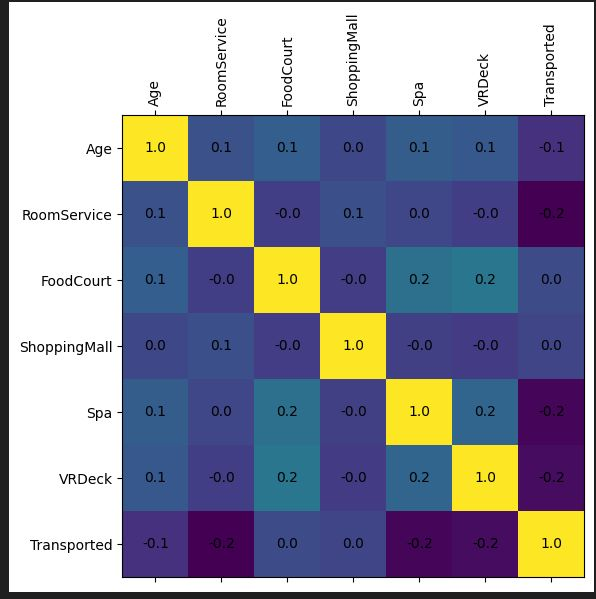 Age RoomService FoodCourt ShoppingMall Spa VRDeck Transported
Age 1.0 0.1 0.1 0.0 0.1 0.1 -0.1
RoomService 0.1 1.0 -0.0 0.1 0.0 -0.0 -0.2
FoodCourt 0.1 -0.0 1.0 -0.0 0.2 0.2 0.0
ShoppingMall 0.0 0.1 -0.0 1.0 -0.0 -0.0 0.0
Spa 0.1 0.0 0.2 -0.0 1.0 0.2 -0.2
VRDeck 0.1 -0.0 0.2 -0.0 0.2 1.0 -0.2
Transported -0.1 -0.2 0.0 0.0 -0.2 -0.2 1.0